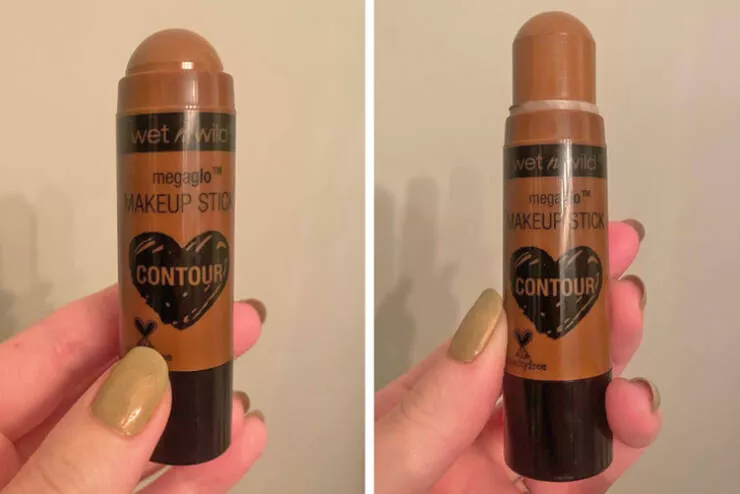 wet n wild
megaglo™
MAKEUP STICK
CONTOUR
wet n wild
megaglo™
MAKEUP STICK
CONTOUR
crueltyfree